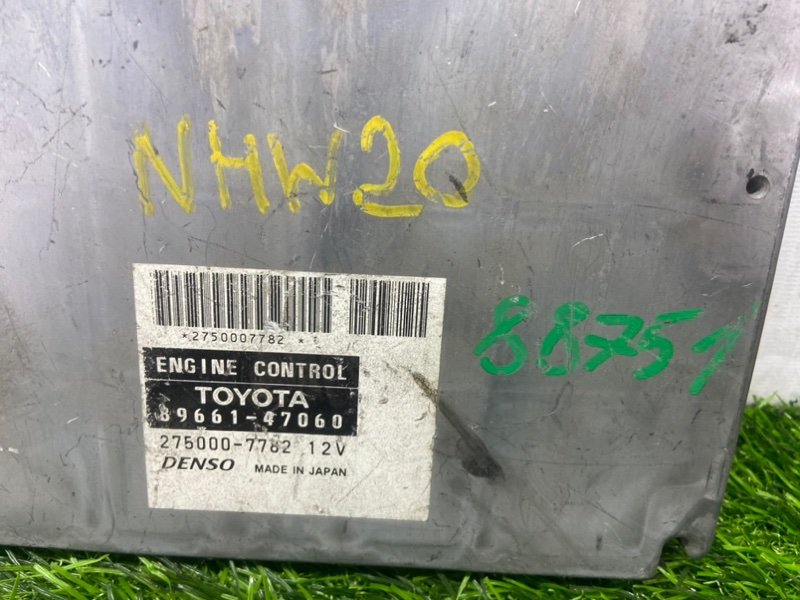 NHW20
88751
*2750007782*
ENGINE CONTROL
TOYOTA
89661-47060
275000-7782 12V
DENSO MADE IN JAPAN